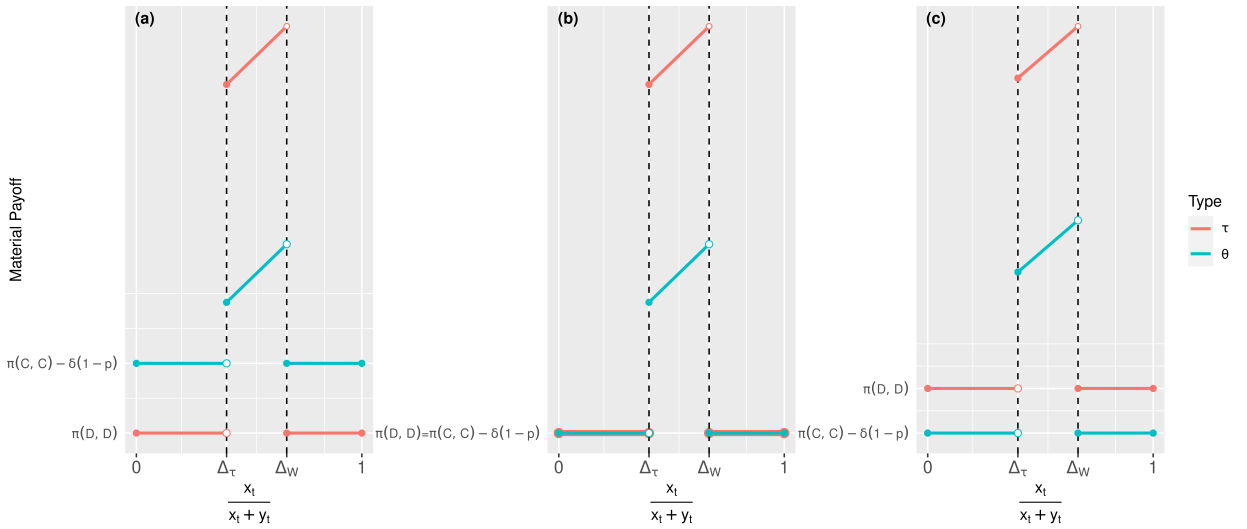 (a)
(b)
(c)
Material Payoff
π(C, C) − δ(1 − p)
π(D, D)
π(D, D)=π(C, C) − δ(1 − p)
π(D, D)
π(C, C) − δ(1 − p)
0 Δτ ΔW 1
0 Δτ ΔW 1
0 Δτ ΔW 1
xt
xt + yt
xt
xt + yt
xt
xt + yt
Type
τ
θ